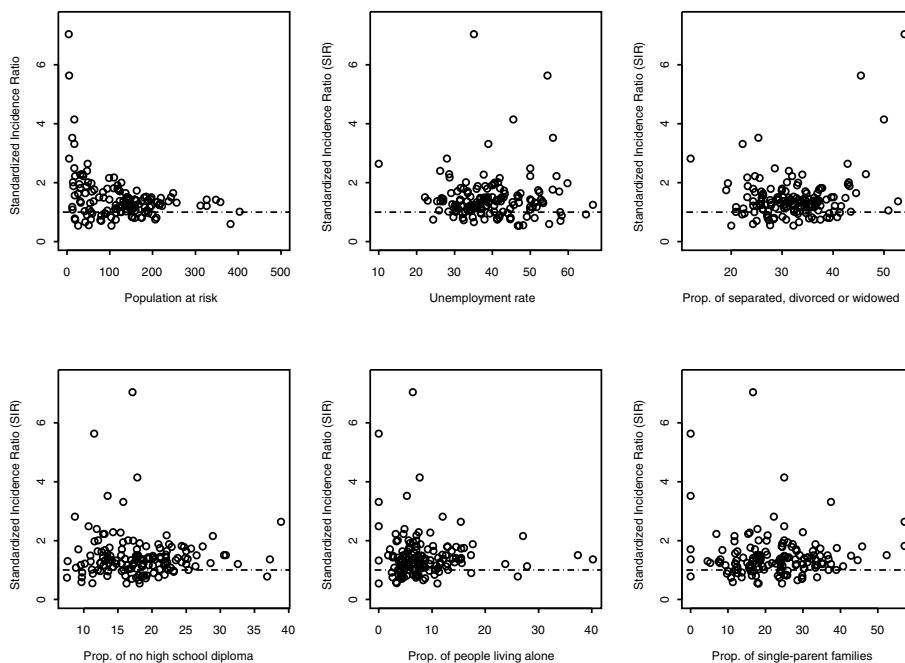 Standardized Incidence Ratio
6
4
2
0
0 100 200 300 400 500
Population at risk
Standardized Incidence Ratio (SIR)
6
4
2
0
10 20 30 40 50 60
Unemployment rate
Standardized Incidence Ratio (SIR)
6
4
2
0
20 30 40 50
Prop. of separated, divorced or widowed
Standardized Incidence Ratio (SIR)
6
4
2
0
10 15 20 25 30 35 40
Prop. of no high school diploma
Standardized Incidence Ratio (SIR)
6
4
2
0
0 10 20 30 40
Prop. of people living alone
Standardized Incidence Ratio (SIR)
6
4
2
0
0 10 20 30 40 50
Prop. of single-parent families